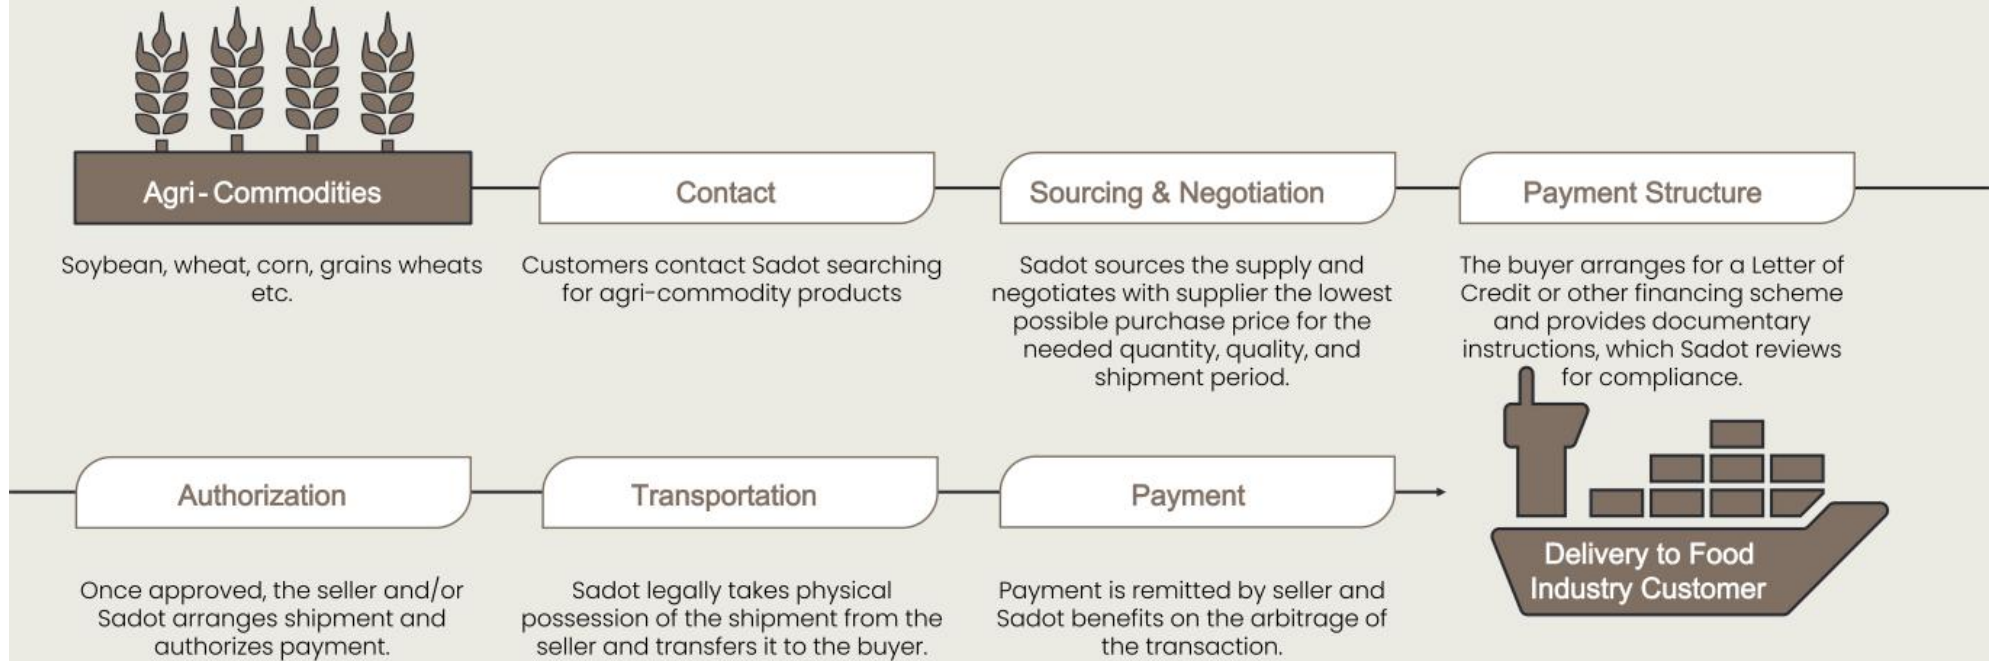 Agri-Commodities
Soybean, wheat, corn, grains wheats
etc.
Contact
Customers contact Sadot searching
for agri-commodity products
Sourcing & Negotiation
Sadot sources the supply and
negotiates with supplier the lowest
possible purchase price for the
needed quantity, quality, and
shipment period.
Payment Structure
The buyer arranges for a Letter of
Credit or other financing scheme
and provides documentary
instructions, which Sadot reviews
for compliance.
Authorization
Once approved, the seller and/or
Sadot arranges shipment and
authorizes payment.
Transportation
Sadot legally takes physical
possession of the shipment from the
seller and transfers it to the buyer.
Payment
Payment is remitted by seller and
Sadot benefits on the arbitrage of
the transaction.
Delivery to Food
Industry Customer